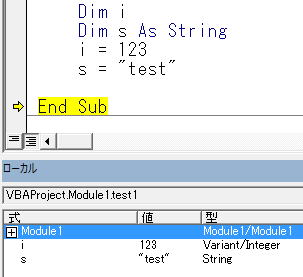 Dim i
Dim s As String
i = 123
s = "test"
End Sub
ローカル
VBAProject.Module1.test1
式 値 型
Module1 Module1/Module1
i 123 Variant/Integer
s "test" String